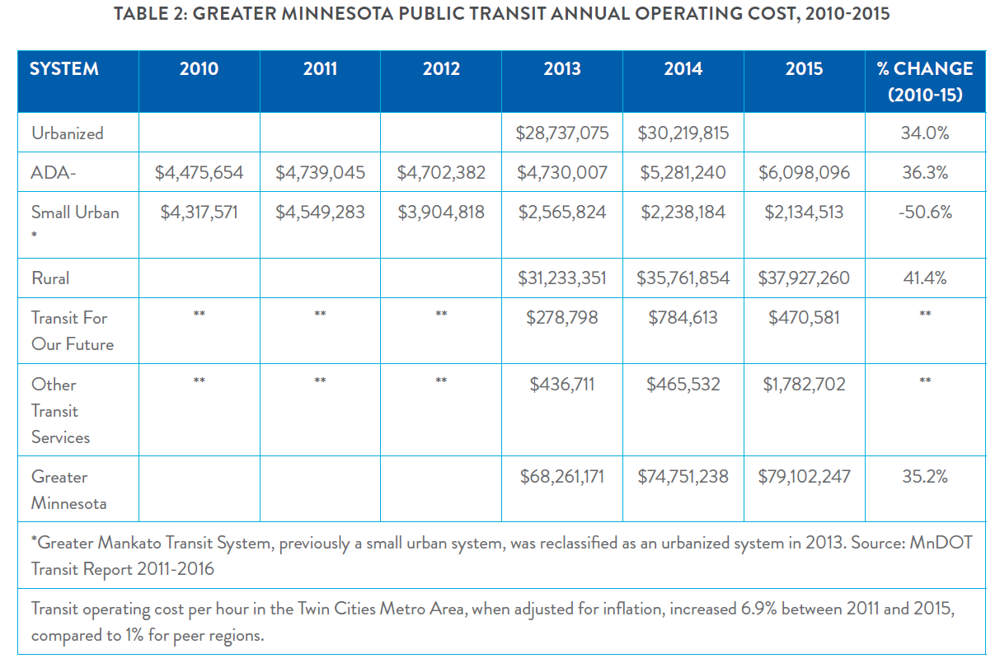 TABLE 2: GREATER MINNESOTA PUBLIC TRANSIT ANNUAL OPERATING COST, 2010-2015
SYSTEM 2010 2011 2012 2013 2014 2015 % CHANGE
(2010-15)
Urbanized $28,737,075 $30,219,815 34.0%
ADA- $4,475,654 $4,739,045 $4,702,382 $4,730,007 $5,281,240 $6,098,096 36.3%
Small Urban $4,317,571 $4,549,283 $3,904,818 $2,565,824 $2,238,184 $2,134,513 -50.6%
*
Rural $31,233,351 $35,761,854 $37,927,260 41.4%
Transit For ** ** ** $278,798 $784,613 $470,581 **
Our Future
Other ** ** ** $436,711 $465,532 $1,782,702 **
Transit
Services
Greater $68,261,171 $74,751,238 $79,102,247 35.2%
Minnesota
*Greater Mankato Transit System, previously a small urban system, was reclassified as an urbanized system in 2013. Source: MnDOT
Transit Report 2011-2016
Transit operating cost per hour in the Twin Cities Metro Area, when adjusted for inflation, increased 6.9% between 2011 and 2015,
compared to 1% for peer regions.